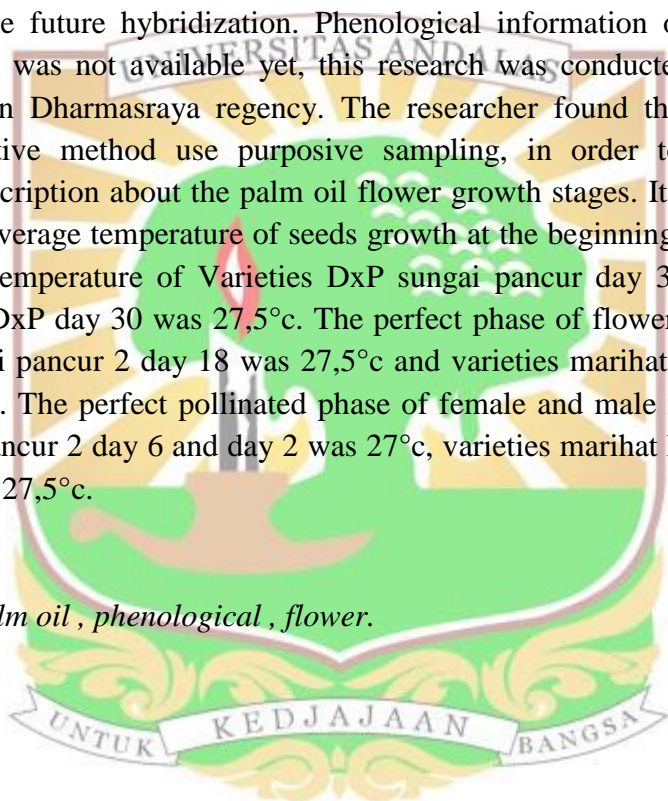 e future hybridization. Phenological information o
was not available yet, this research was conducte
UNIVERSITAS ANDALAS
n Dharmasraya regency. The researcher found th
tive method use purposive sampling, in order to
cription about the palm oil flower growth stages. It
verage temperature of seeds growth at the beginning
emperature of Varieties DxP sungai pancur day 3
DxP day 30 was 27,5°c. The perfect phase of flower
i pancur 2 day 18 was 27,5°c and varieties marihat
. The perfect pollinated phase of female and male
ancur 2 day 6 and day 2 was 27°c, varieties marihat
27,5°c.
lm oil , phenological , flower.
UNTUK KEDJAJAAN BANGSA